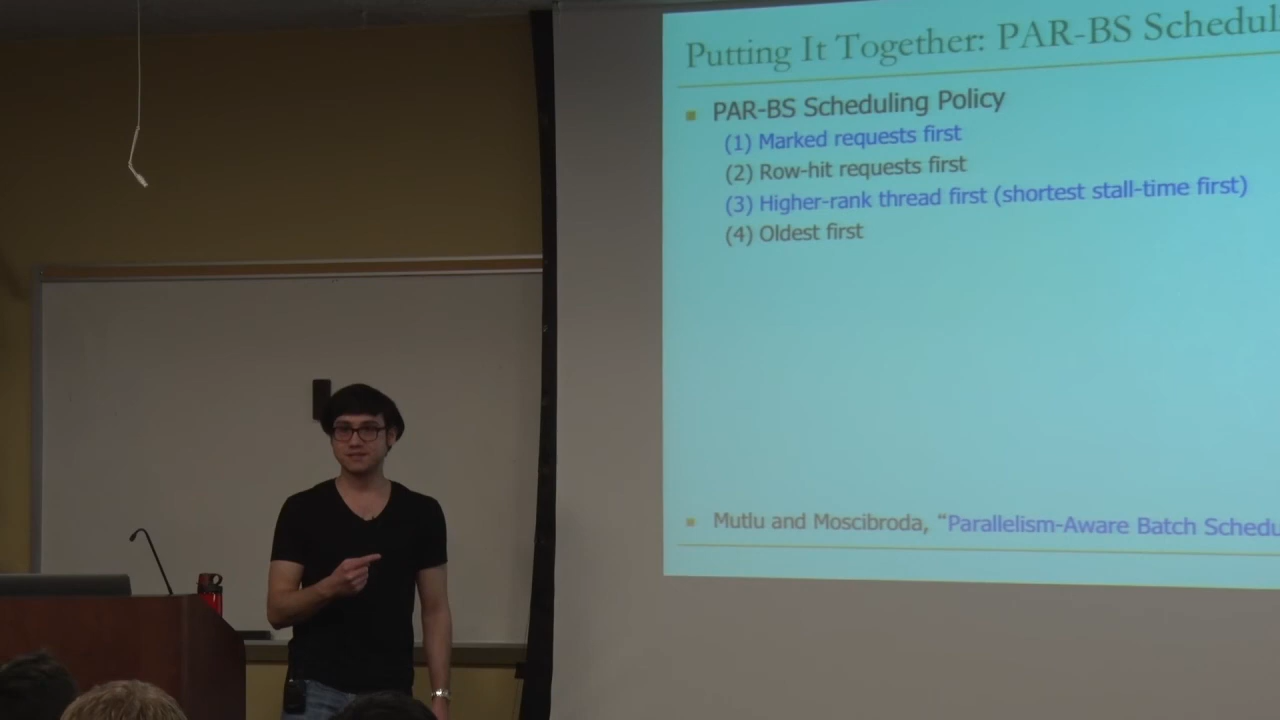 Putting It Together: PAR-BS Schedul
PAR-BS Scheduling Policy
(1) Marked requests first
(2) Row-hit requests first
(3) Higher-rank thread first (shortest stall-time first)
(4) Oldest first
Mutlu and Moscibroda, “Parallelism-Aware Batch Schedu